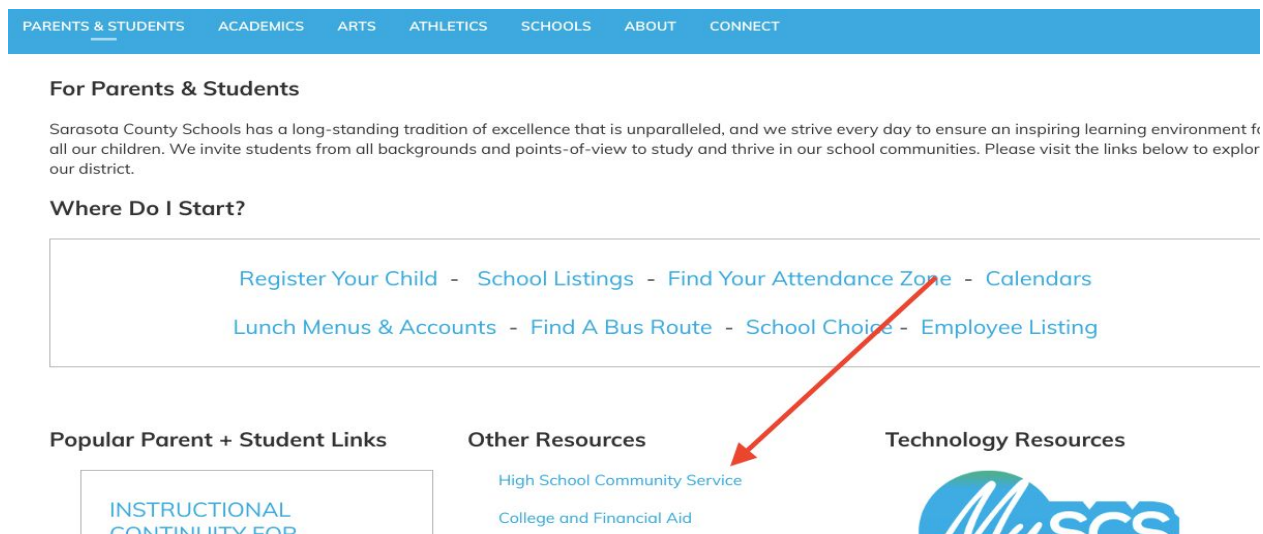 PARENTS & STUDENTS ACADEMICS ARTS ATHLETICS SCHOOLS ABOUT CONNECT
For Parents & Students
Sarasota County Schools has a long-standing tradition of excellence that is unparalleled, and we strive every day to ensure an inspiring learning environment fo
all our children. We invite students from all backgrounds and points-of-view to study and thrive in our school communities. Please visit the links below to explor
our district.
Where Do I Start?
Register Your Child - School Listings - Find Your Attendance Zone - Calendars
Lunch Menus & Accounts - Find A Bus Route - School Choice - Employee Listing
Popular Parent + Student Links
INSTRUCTIONAL
CONTINUITY FOR
Other Resources
High School Community Service
College and Financial Aid
Technology Resources
MySCS